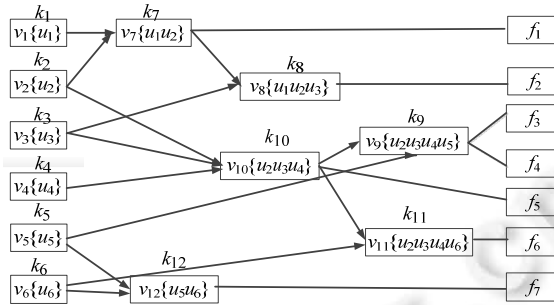 k1
k7
v1{u1}
v7{u1u2}
f1
k2
k8
v2{u2}
v8{u1u2u3}
f2
k3
k9
f3
v3{u3}
k10
v9{u2u3u4u5}
k4
v10{u2u3u4}
f4
v4{u4}
f5
k5
k11
v5{u5}
v11{u2u3u4u6}
f6
k6
k12
v6{u6}
v12{u5u6}
f7